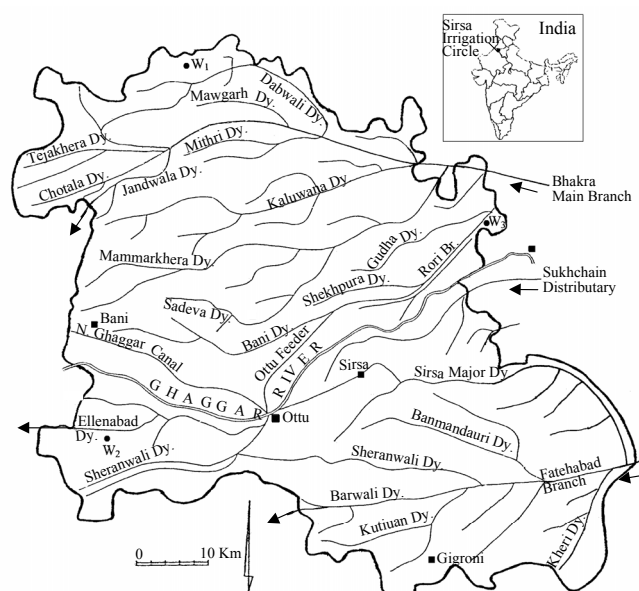 India
Sirsa
Irrigation
Circle
W1
Dabwali Dy.
Mawgarh Dy.
Mithri Dy.
Tejakhera Dy.
Chotala Dy.
Jandwala Dy.
Kaluwana Dy
Bhakra
Main Branch
W3
Gudha Dy.
Rori Br.
Mammarkhera Dy.
Shekhpura Dy.
Sukhchain
Distributary
Sadeva Dy.
Bani
Bani Dy
N. Ghaggar Canal
Ottu Feeder
GHAGGAR RIVER
Sirsa
Sirsa Major Dy
Ottu
Ellenabad
Dy.
W2
Banmandauri Dy.
Sheranwali Dy.
Sheranwali Dy.
Fatehabad
Branch
Barwali Dy.
Kutiuan Dy.
Kheri Dy.
0 10 Km
Gigroni